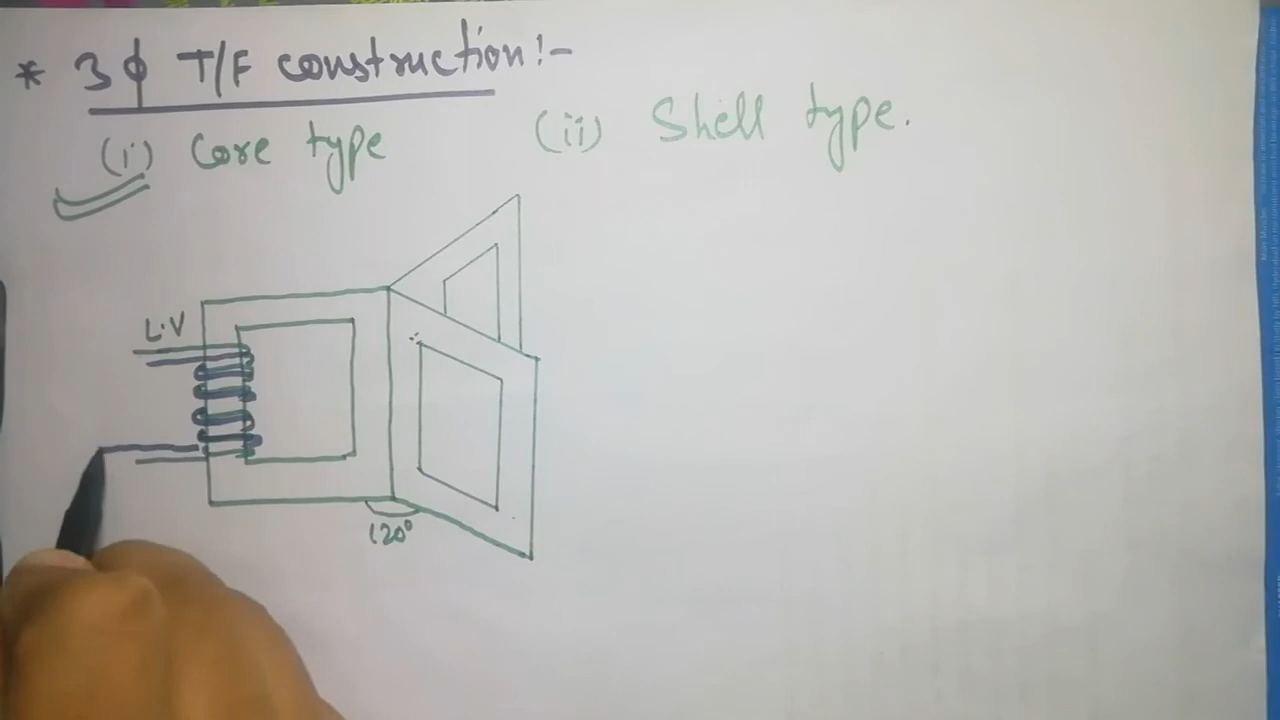 * 3ϕ T/F construction:-
(i) Core type (ii) Shell type.
L.V
120°